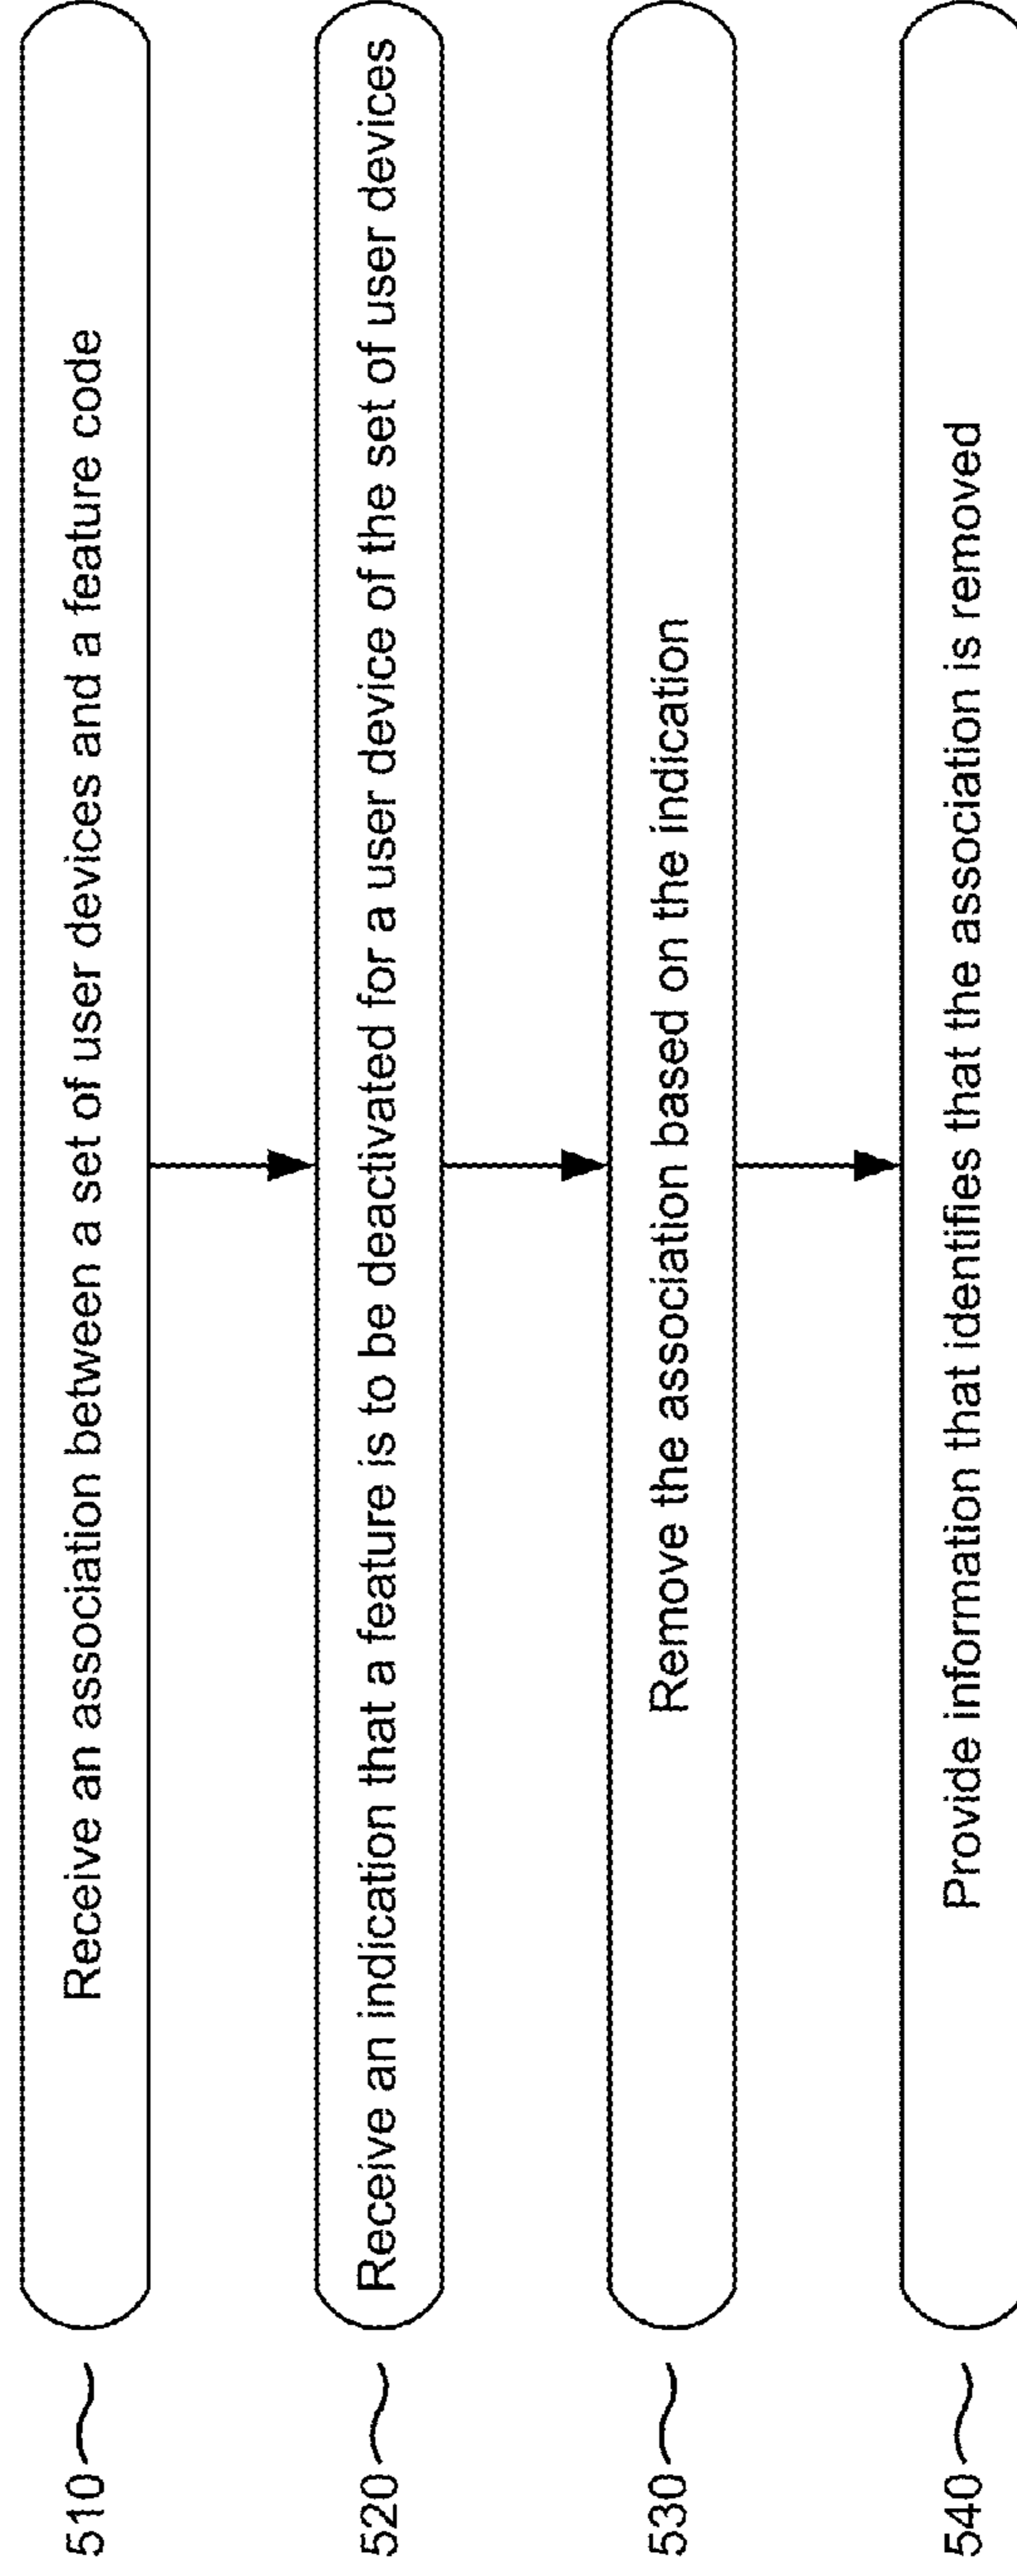 510
Receive an association between a set of user devices and a feature code
520
Receive an indication that a feature is to be deactivated for a user device of the set of user devices
530
Remove the association based on the indication
540
Provide information that identifies that the association is removed